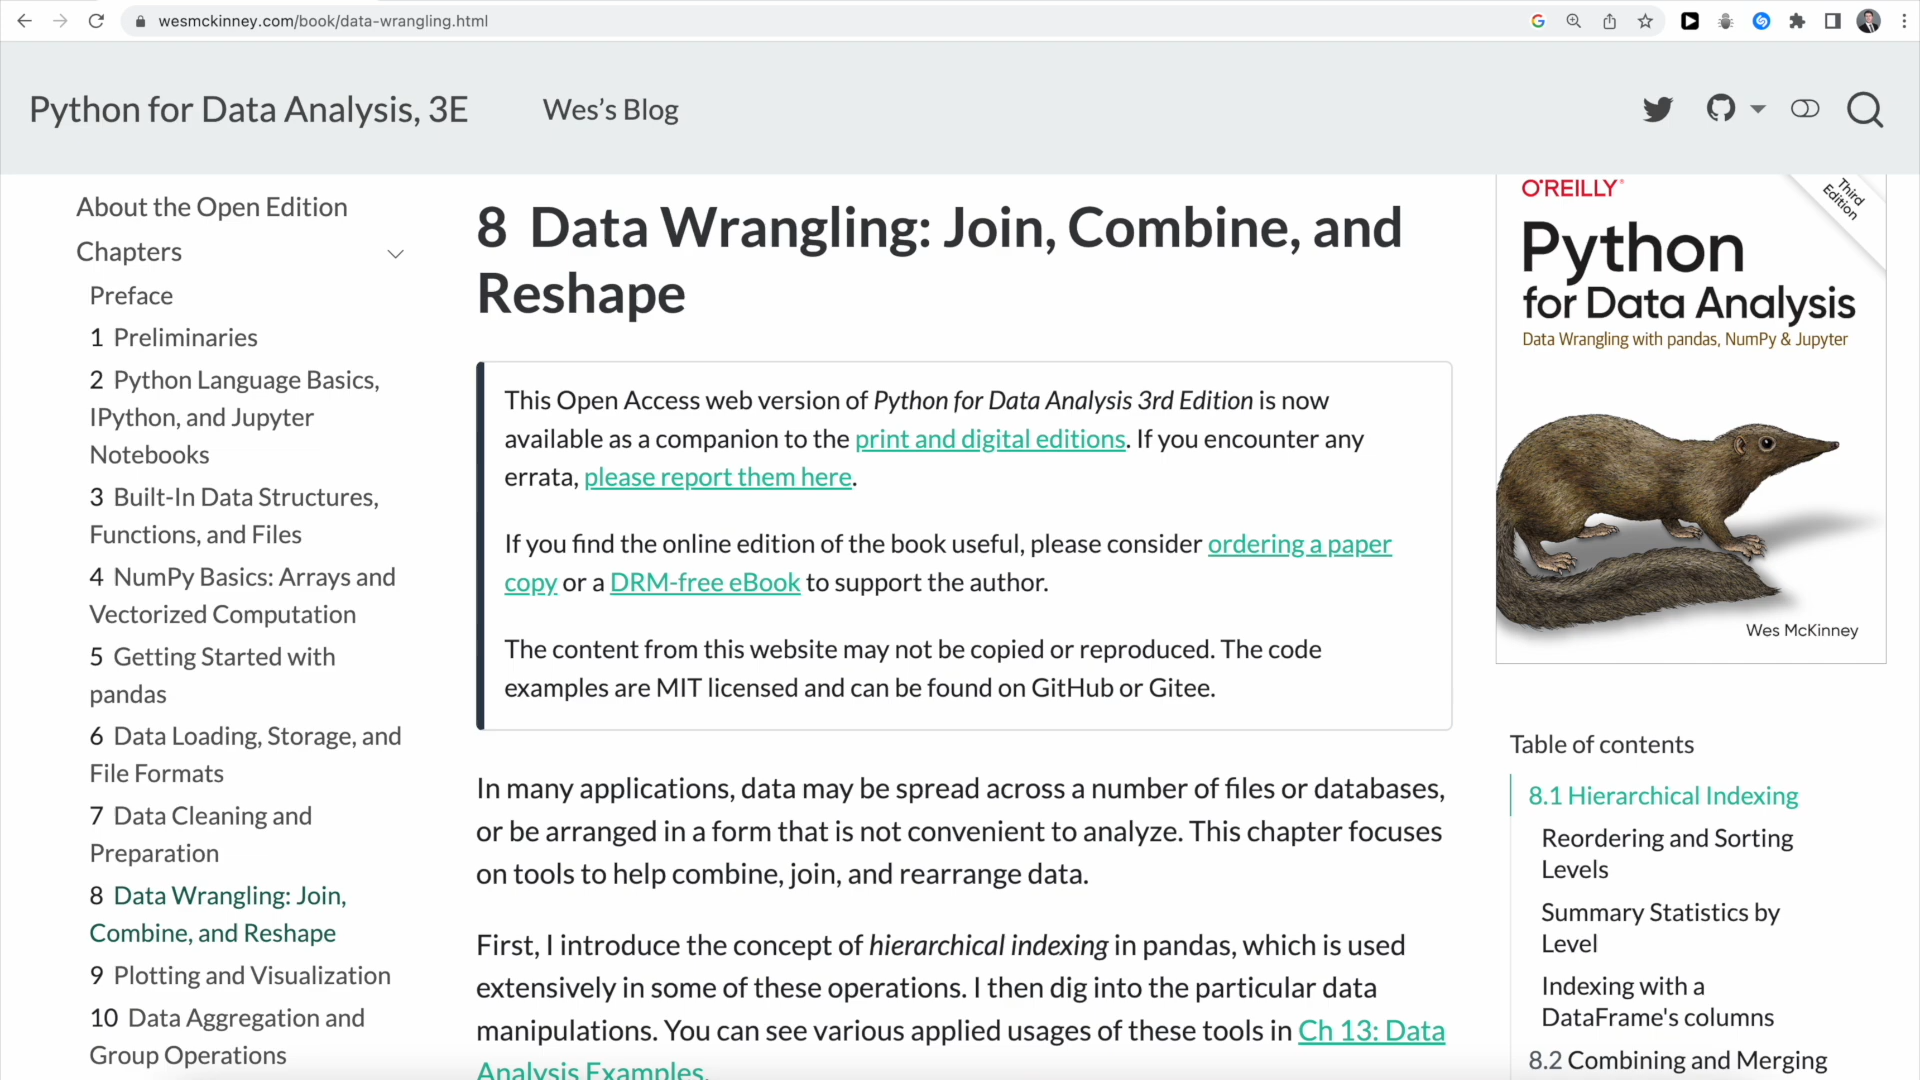 wesmckinney.com/book/data-wrangling.html
Python for Data Analysis, 3E
Wes’s Blog
About the Open Edition
Chapters
Preface
1 Preliminaries
2 Python Language Basics,
IPython, and Jupyter
Notebooks
3 Built-In Data Structures,
Functions, and Files
4 NumPy Basics: Arrays and
Vectorized Computation
5 Getting Started with
pandas
6 Data Loading, Storage, and
File Formats
7 Data Cleaning and
Preparation
8 Data Wrangling: Join,
Combine, and Reshape
9 Plotting and Visualization
10 Data Aggregation and
Group Operations
8 Data Wrangling: Join, Combine, and
Reshape
This Open Access web version of Python for Data Analysis 3rd Edition is now
available as a companion to the print and digital editions. If you encounter any
errata, please report them here.
If you find the online edition of the book useful, please consider ordering a paper
copy or a DRM-free eBook to support the author.
The content from this website may not be copied or reproduced. The code
examples are MIT licensed and can be found on GitHub or Gitee.
In many applications, data may be spread across a number of files or databases,
or be arranged in a form that is not convenient to analyze. This chapter focuses
on tools to help combine, join, and rearrange data.
First, I introduce the concept of hierarchical indexing in pandas, which is used
extensively in some of these operations. I then dig into the particular data
manipulations. You can see various applied usages of these tools in Ch 13: Data
Analysis Examples.
O'REILLY®
Third
Edition
Python
for Data Analysis
Data Wrangling with pandas, NumPy & Jupyter
Wes McKinney
Table of contents
8.1 Hierarchical Indexing
Reordering and Sorting
Levels
Summary Statistics by
Level
Indexing with a
DataFrame's columns
8.2 Combining and Merging